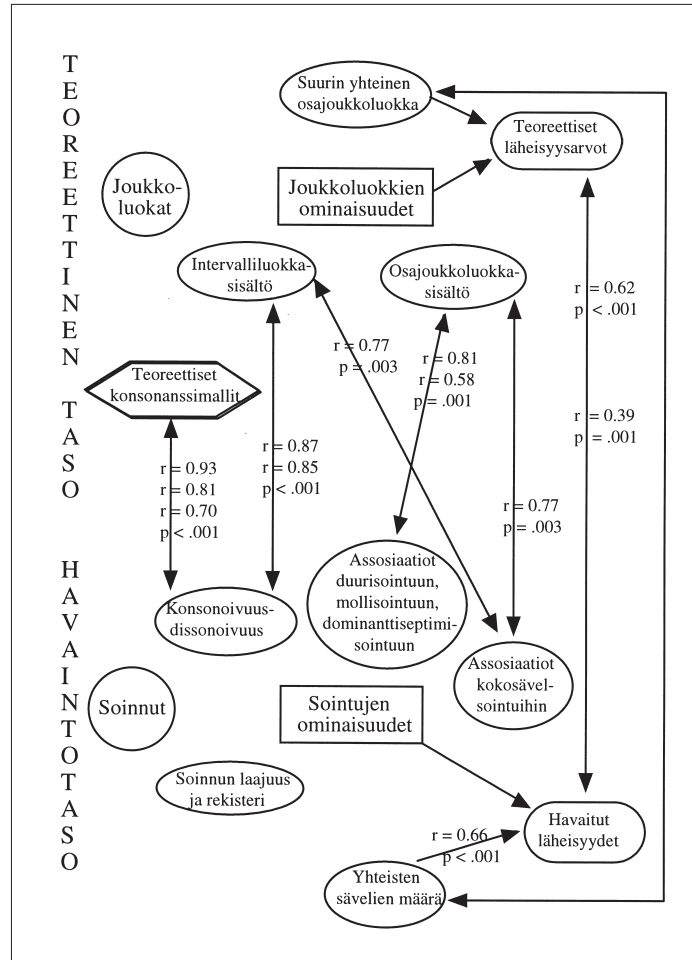 TEOREETTINEN TASO
HAVAINTOTASO
Suurin yhteinen
osajoukkoluokka
Teoreettiset
läheisyysarvot
Joukko-
luokat
Joukkoluokkien
ominaisuudet
Intervalliluokka-
sisältö
Osajoukkoluokka-
sisältö
r = 0.62
p < .001
r = 0.77
p = .003
r = 0.81
r = 0.58
p = .001
Teoreettiset
konsonanssimallit
r = 0.39
p = .001
r = 0.87
r = 0.85
p < .001
r = 0.93
r = 0.81
r = 0.70
p < .001
r = 0.77
p = .003
Assosiaatiot
duurisointuun,
mollisointuun,
dominanttiseptimi-
sointuun
Konsonoivuus-
dissonoivuus
Assosiaatiot
kokosävel-
sointuihin
Soinnut
Sointujen
ominaisuudet
Soinnun laajuus
ja rekisteri
Havaitut
läheisyydet
r = 0.66
p < .001
Yhteisten
sävelien määrä